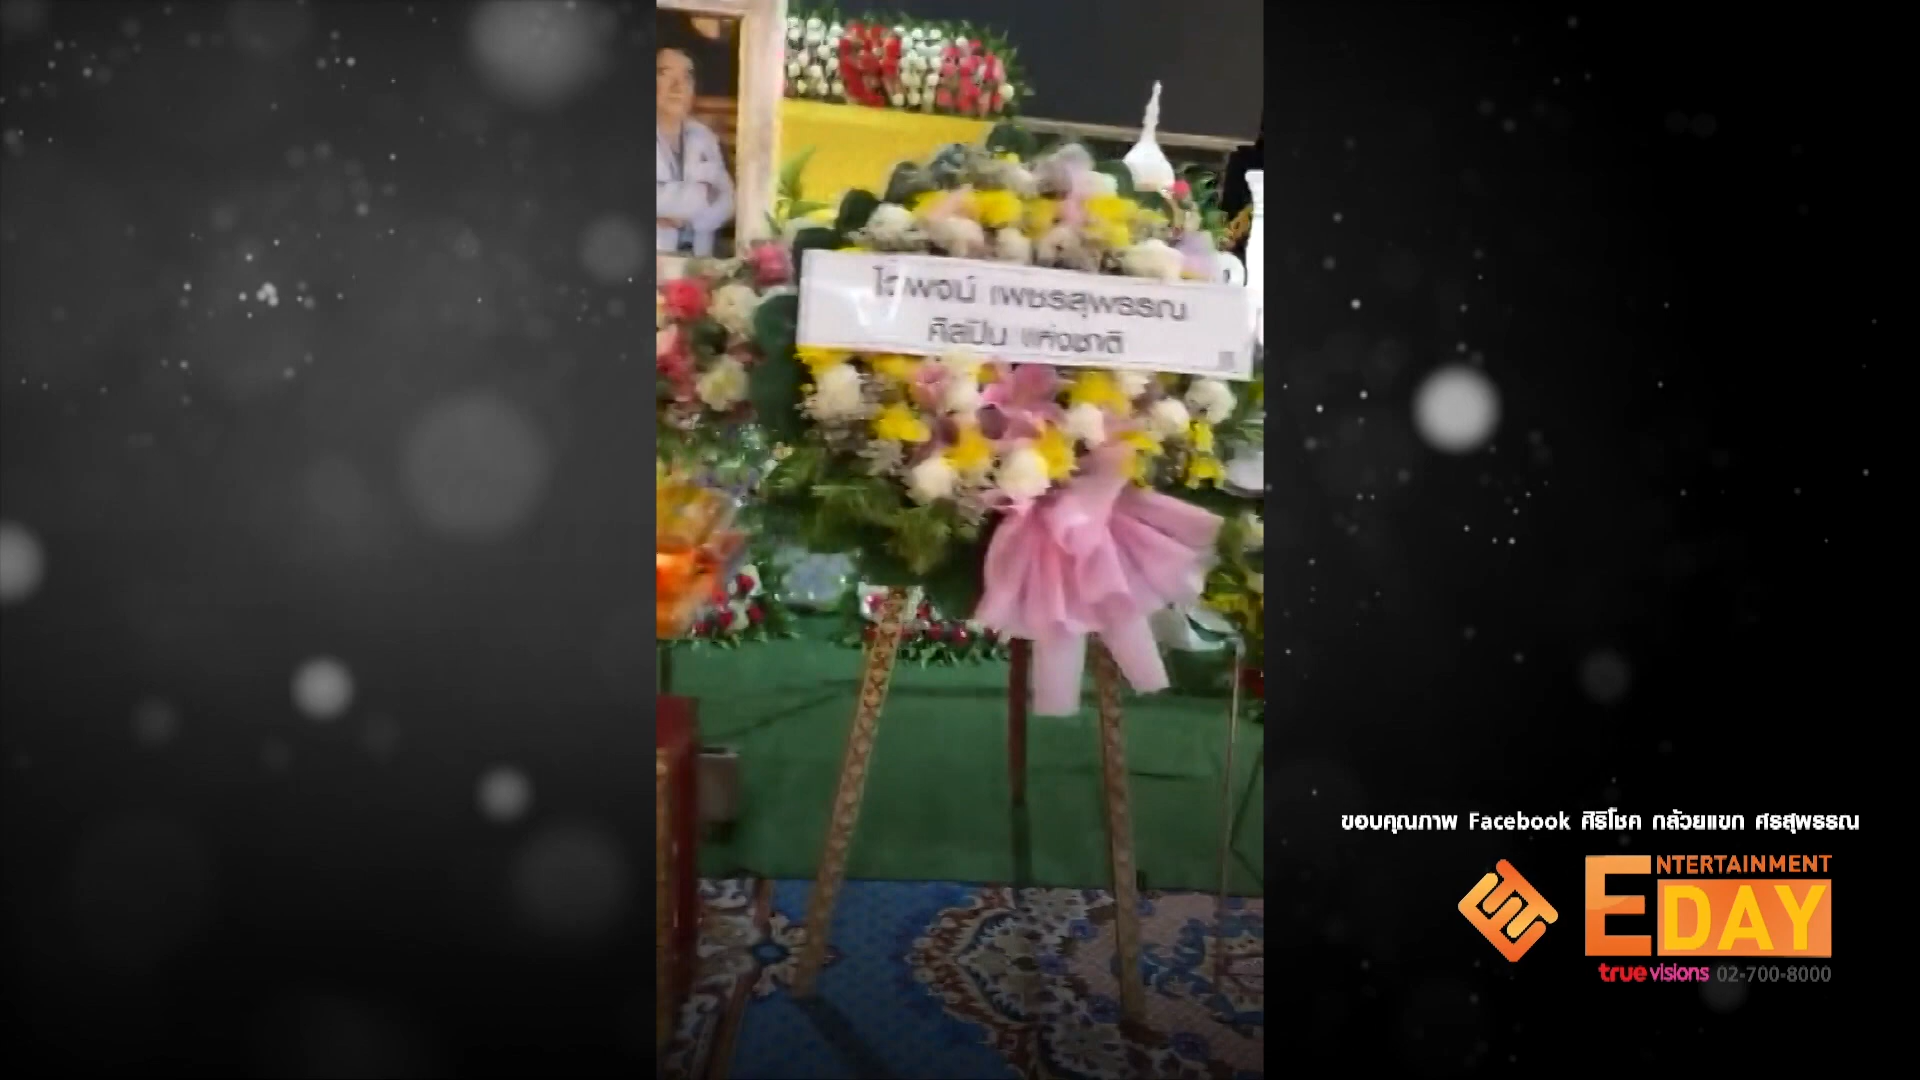 ไวพจน์ เพชรสุพรรณ
ศิลปิน แห่งชาติ
ขอบคุณภาพ Facebook ศิริโชค กล้วยแขก ศรสุพรรณ
ENTERTAINMENT
EDAY
truevisions 02-700-8000